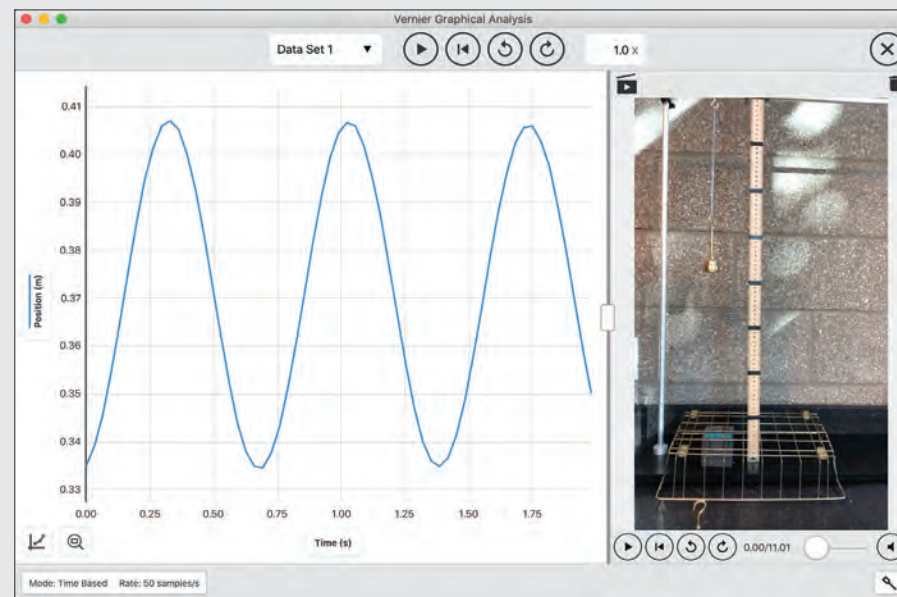 Vernier Graphical Analysis
Data Set 1
1.0 x
0.41
0.40
0.39
0.38
0.37
0.36
0.35
0.34
0.33
Position (m)
0.00 0.25 0.50 0.75 1.00 1.25 1.50 1.75
Time (s)
0.00/11.01
Mode: Time Based Rate: 50 samples/s